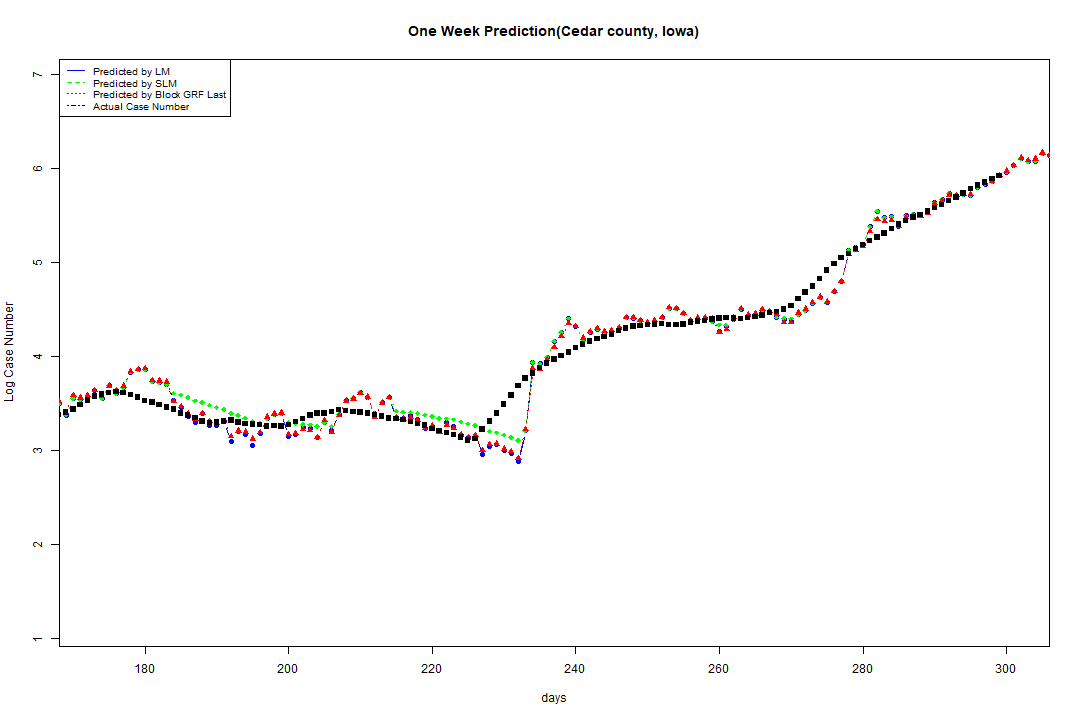 One Week Prediction(Cedar county, Iowa)
Predicted by LM
Predicted by SLM
Predicted by Block GRF Last
Actual Case Number
7
6
5
4
3
2
1
Log Case Number
180 200 220 240 260 280 300
days